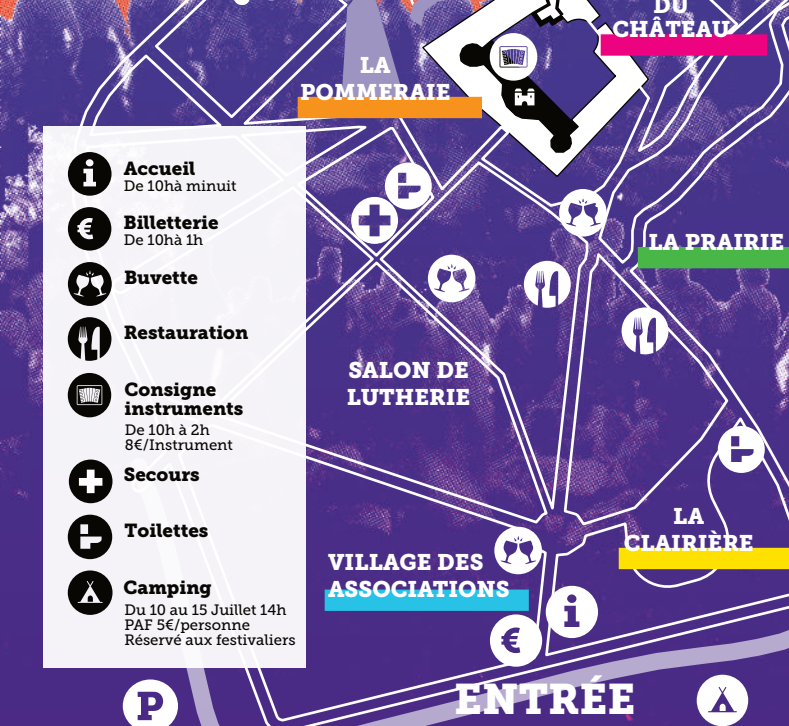 DU
CHÂTEAU
LA
POMMERAIE
Accueil
De 10hà minuit
Billetterie
De 10hà 1h
Buvette
Restauration
Consigne
instruments
De 10h à 2h
8€/Instrument
Secours
Toilettes
Camping
Du 10 au 15 Juillet 14h
PAF 5€/personne
Réservé aux festivaliers
LA PRAIRIE
SALON DE
LUTHERIE
LA
CLAIRIÈRE
VILLAGE DES
ASSOCIATIONS
i
€
ENTRÉE
P